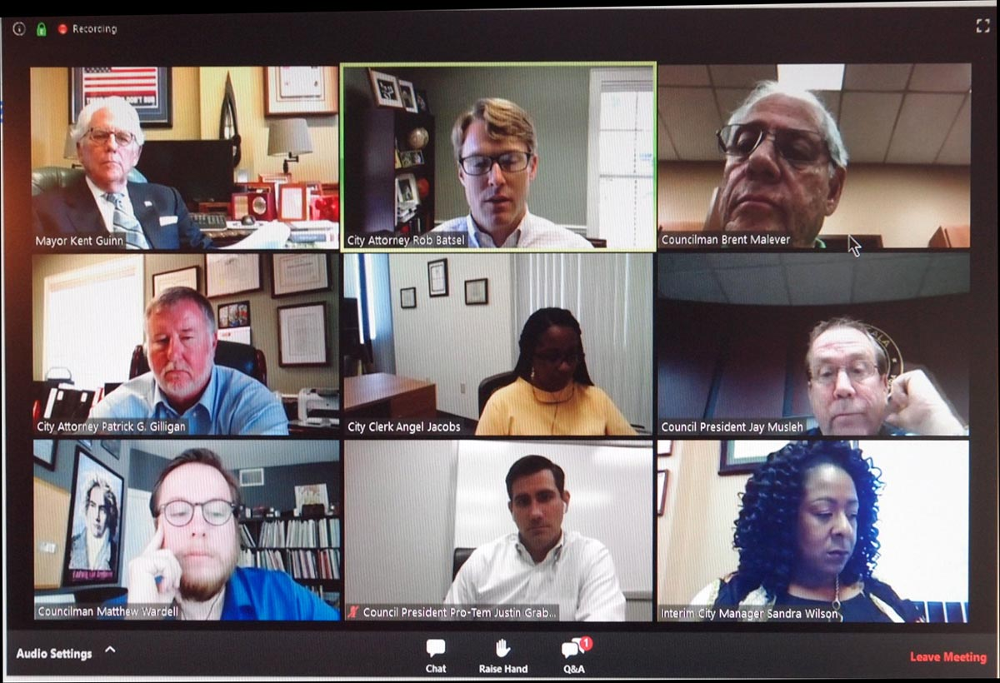 Recording
Mayor Kent Guinn
City Attorney Rob Batsel
Councilman Brent Malever
City Attorney Patrick G. Gilligan
City Clerk Angel Jacobs
Council President Jay Musleh
Councilman Matthew Wardell
Council President Pro-Tem Justin Grab...
Interim City Manager Sandra Wilson
Audio Settings
Chat
Raise Hand
1
Q&A
Leave Meeting